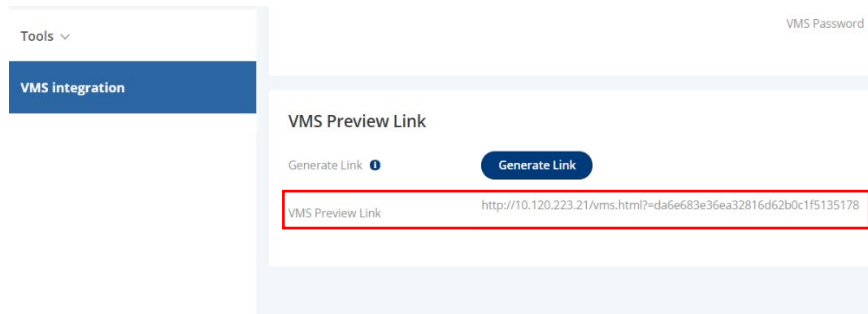 Tools
VMS Password
VMS integration
VMS Preview Link
Generate Link
Generate Link
VMS Preview Link
http://10.120.223.21/vms.html?=da6e683e36ea32816d62b0c1f5135178